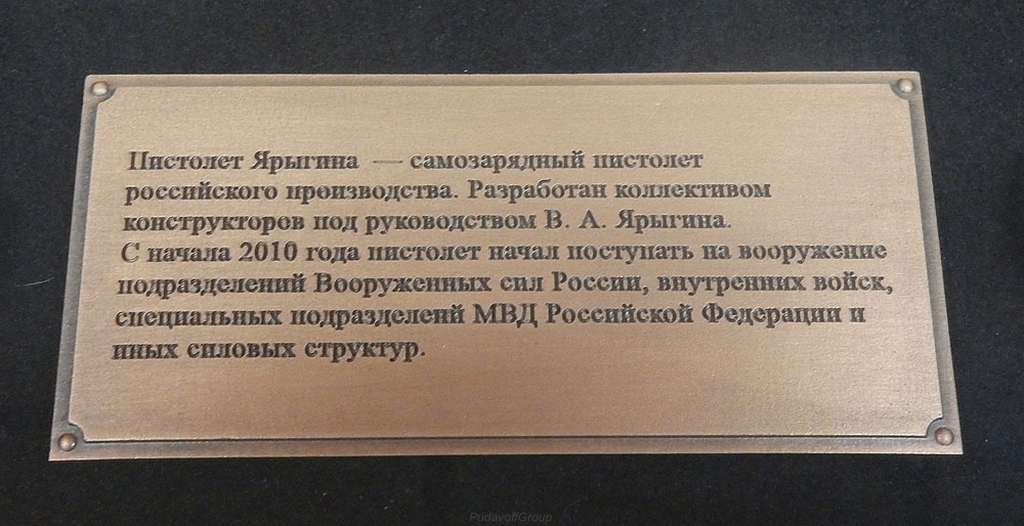 Пистолет Ярыгина — самозарядный пистолет
российского производства. Разработан коллективом
конструкторов под руководством В. А. Ярыгина.
С начала 2010 года пистолет начал поступать на вооружение
подразделений Вооруженных сил России, внутренних войск,
специальных подразделений МВД Российской Федерации и
иных силовых структур.
PudavoffGroup